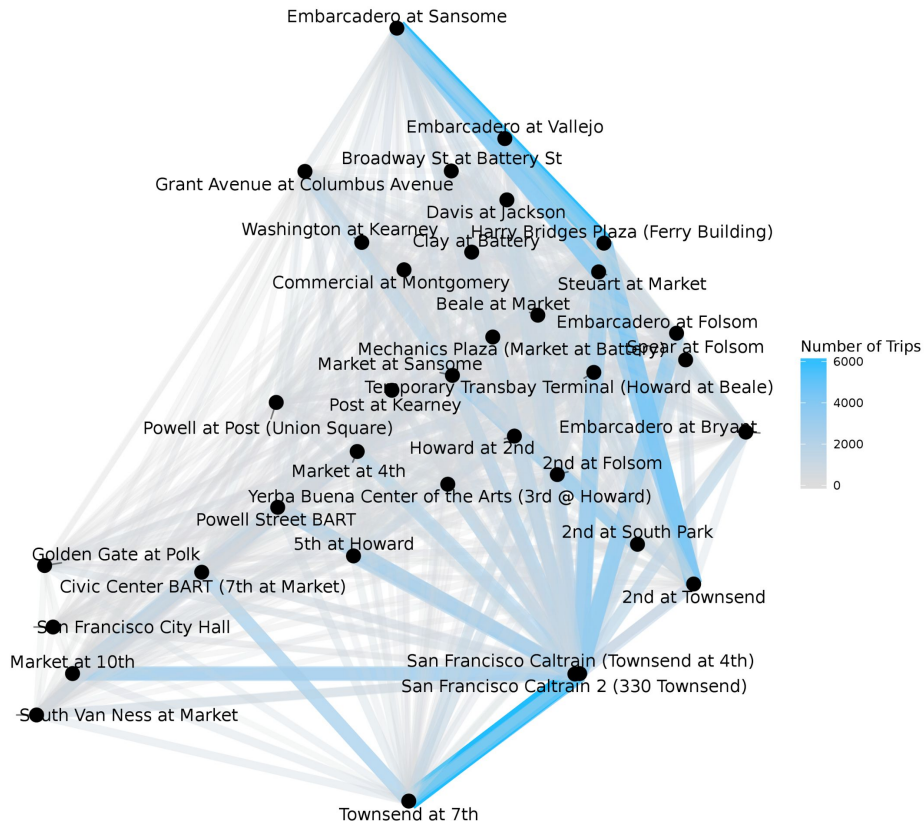 Embarcadero at Sansome
Embarcadero at Vallejo
Broadway St at Battery St
Grant Avenue at Columbus Avenue
Davis at Jackson
Washington at Kearney
Harry Bridges Plaza (Ferry Building)
Clay at Battery
Commercial at Montgomery
Steuart at Market
Beale at Market
Embarcadero at Folsom
Mechanics Plaza (Market at Battery)
Spear at Folsom
Number of Trips
6000
4000
2000
0
Market at Sansome
Temporary Transbay Terminal (Howard at Beale)
Post at Kearney
Powell at Post (Union Square)
Embarcadero at Bryant
Howard at 2nd
2nd at Folsom
Market at 4th
Yerba Buena Center of the Arts (3rd @ Howard)
Powell Street BART
2nd at South Park
5th at Howard
Golden Gate at Polk
Civic Center BART (7th at Market)
2nd at Townsend
San Francisco City Hall
Market at 10th
San Francisco Caltrain (Townsend at 4th)
San Francisco Caltrain 2 (330 Townsend)
South Van Ness at Market
Townsend at 7th